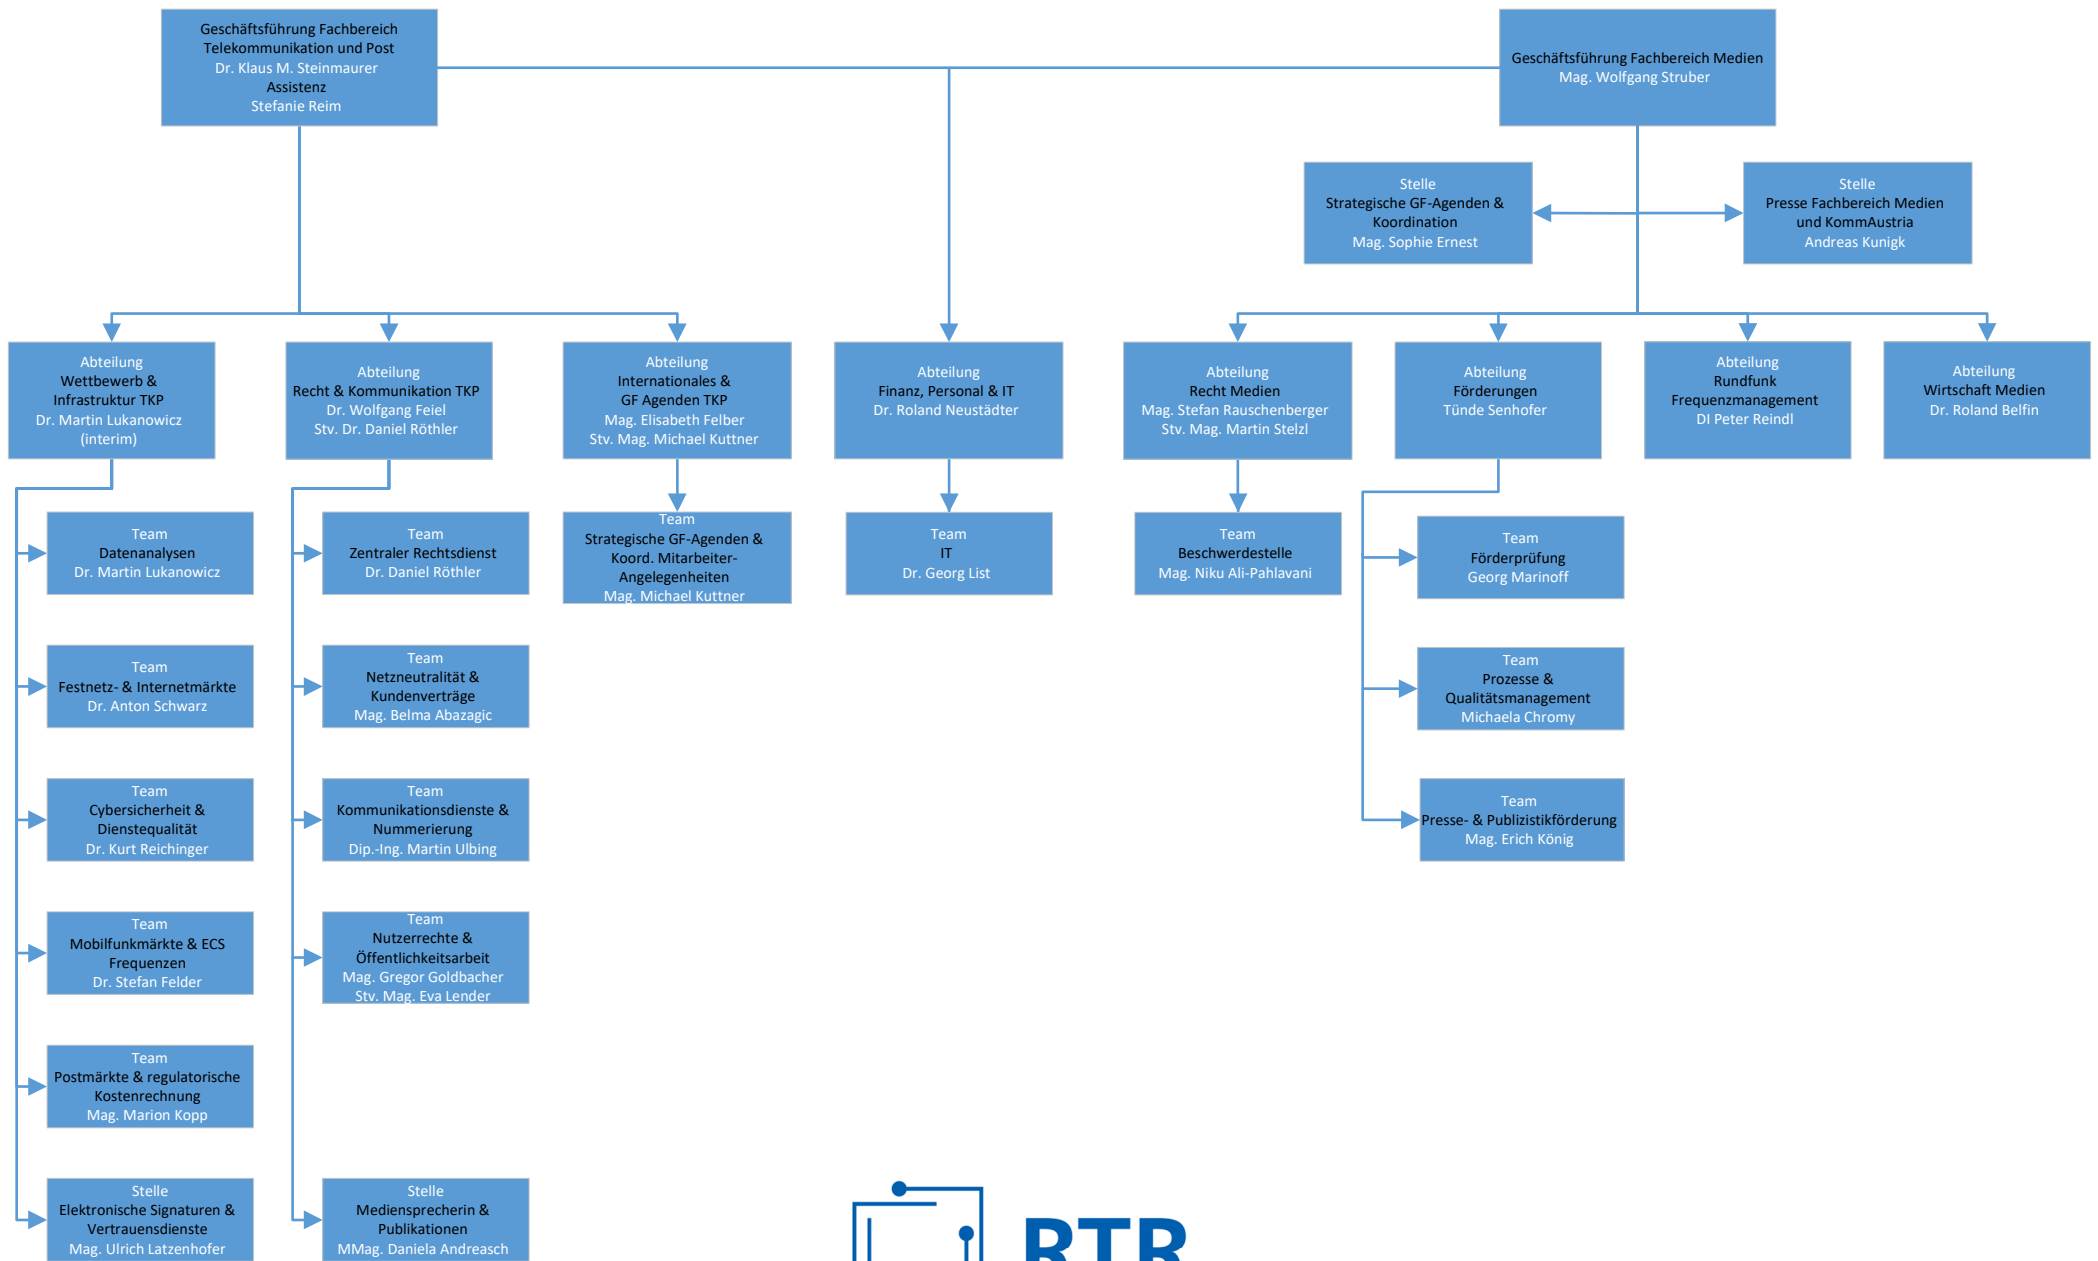 Geschäftsführung Fachbereich
Telekommunikation und Post
Dr. Klaus M. Steinmaurer
Assistenz
Stefanie Reim
Geschäftsführung Fachbereich Medien
Mag. Wolfgang Struber
Stelle
Strategische GF-Agenden &
Koordination
Mag. Sophie Ernest
Stelle
Presse Fachbereich Medien
und KommAustria
Andreas Kunigk
Abteilung
Wettbewerb &
Infrastruktur TKP
Dr. Martin Lukanowicz
(interim)
Abteilung
Recht & Kommunikation TKP
Dr. Wolfgang Feiel
Stv. Dr. Daniel Röthler
Abteilung
Internationales &
GF Agenden TKP
Mag. Elisabeth Felber
Stv. Mag. Michael Kuttner
Abteilung
Finanz, Personal & IT
Dr. Roland Neustädter
Abteilung
Recht Medien
Mag. Stefan Rauschenberger
Stv. Mag. Martin Stelzl
Abteilung
Förderungen
Tünde Senhofer
Abteilung
Rundfunk
Frequenzmanagement
DI Peter Reindl
Abteilung
Wirtschaft Medien
Dr. Roland Belfin
Team
Datenanalysen
Dr. Martin Lukanowicz
Team
Zentraler Rechtsdienst
Dr. Daniel Röthler
Team
Strategische GF-Agenden &
Koord. Mitarbeiter-
Angelegenheiten
Mag. Michael Kuttner
Team
IT
Dr. Georg List
Team
Beschwerdestelle
Mag. Niku Ali-Pahlavani
Team
Förderprüfung
Georg Marinoff
Team
Festnetz- & Internetmärkte
Dr. Anton Schwarz
Team
Netzneutralität &
Kundenverträge
Mag. Belma Abazagic
Team
Prozesse &
Qualitätsmanagement
Michaela Chromy
Team
Cybersicherheit &
Dienstequalität
Dr. Kurt Reichinger
Team
Kommunikationsdienste &
Nummerierung
Dip.-Ing. Martin Ulbing
Team
Presse- & Publizistikförderung
Mag. Erich König
Team
Mobilfunkmärkte & ECS
Frequenzen
Dr. Stefan Felder
Team
Nutzerrechte &
Öffentlichkeitsarbeit
Mag. Gregor Goldbacher
Stv. Mag. Eva Lender
Team
Postmärkte & regulatorische
Kostenrechnung
Mag. Marion Kopp
Stelle
Elektronische Signaturen &
Vertrauensdienste
Mag. Ulrich Latzenhofer
Stelle
Mediensprecherin &
Publikationen
MMag. Daniela Andreasch
RTR